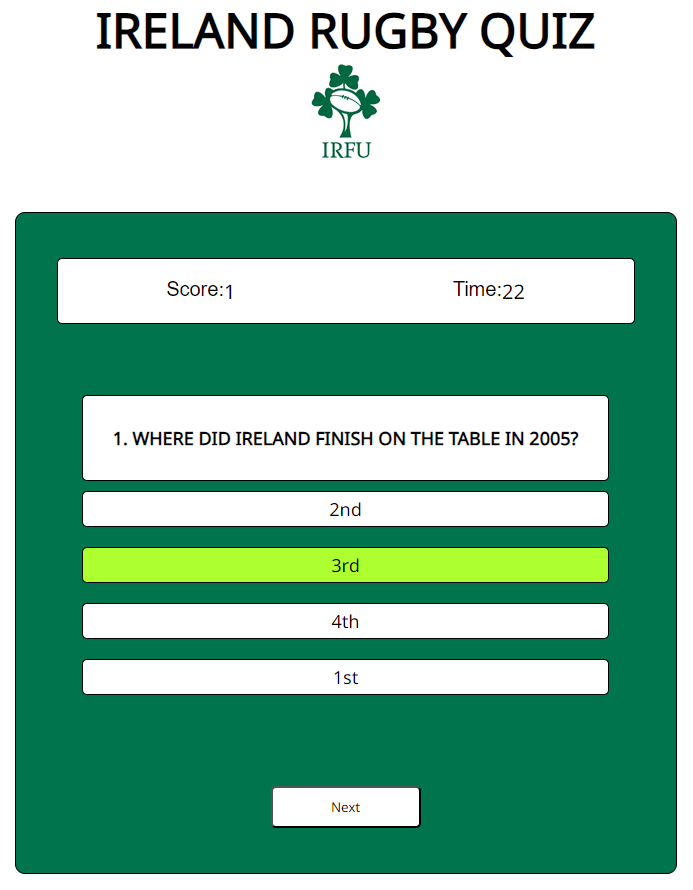 IRELAND RUGBY QUIZ
IRFU
Score:1 Time:22
1. WHERE DID IRELAND FINISH ON THE TABLE IN 2005?
2nd
3rd
4th
1st
Next